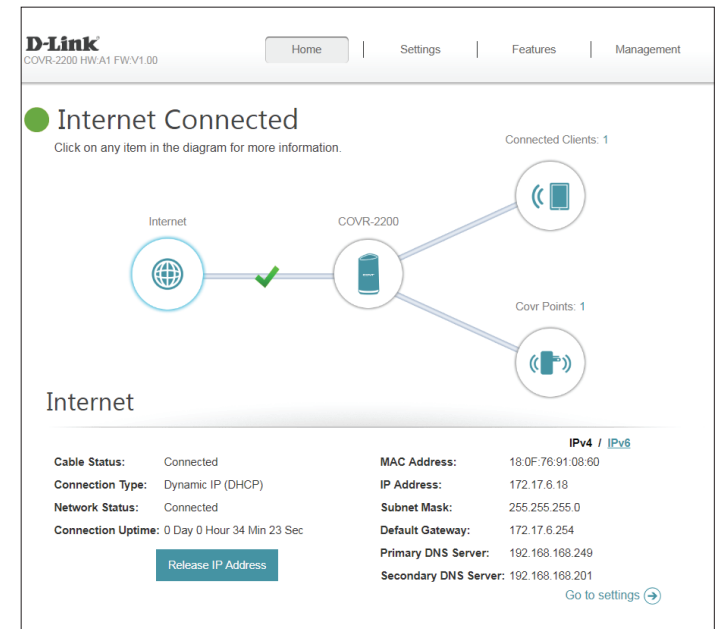 D-Link
COVR-2200 HW:A1 FW:V1.00
Home
Settings
Features
Management
Internet Connected
Click on any item in the diagram for more information.
Connected Clients: 1
Internet
COVR-2200
Covr Points: 1
Internet
IPv4 / IPv6
Cable Status: Connected
Connection Type: Dynamic IP (DHCP)
Network Status: Connected
Connection Uptime: 0 Day 0 Hour 34 Min 23 Sec
Release IP Address
MAC Address: 18:0F:76:91:08:60
IP Address: 172.17.6.18
Subnet Mask: 255.255.255.0
Default Gateway: 172.17.6.254
Primary DNS Server: 192.168.168.249
Secondary DNS Server: 192.168.168.201
Go to settings